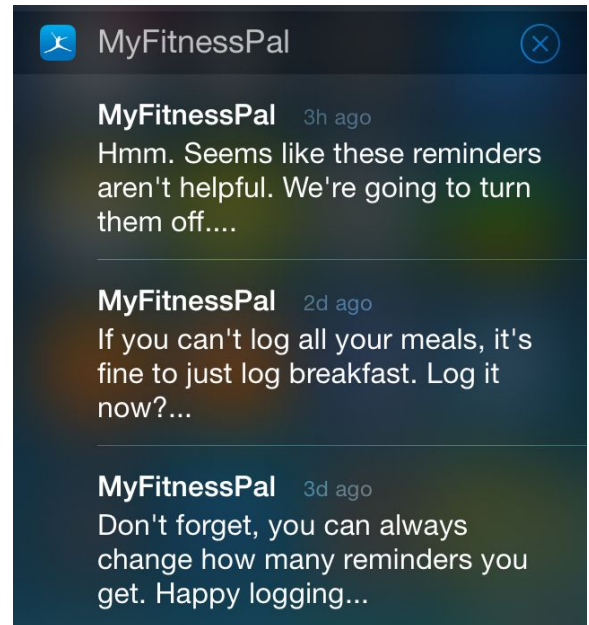 MyFitnessPal
MyFitnessPal 3h ago
Hmm. Seems like these reminders
aren't helpful. We're going to turn
them off....
MyFitnessPal 2d ago
If you can't log all your meals, it's
fine to just log breakfast. Log it
now?...
MyFitnessPal 3d ago
Don't forget, you can always
change how many reminders you
get. Happy logging...